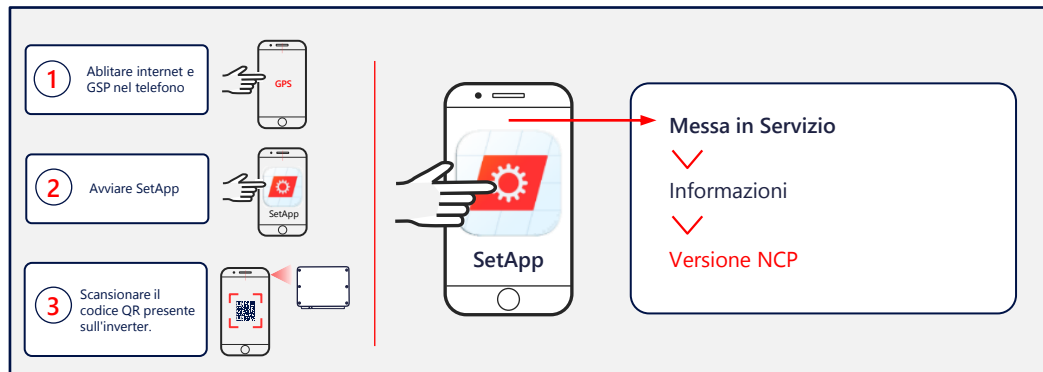 1
Ablitare internet e
GSP nel telefono
GPS
2
Avviare SetApp
SetApp
3
Scansionare il
codice QR presente
sull'inverter.
SetApp
Messa in Servizio
Informazioni
Versione NCP